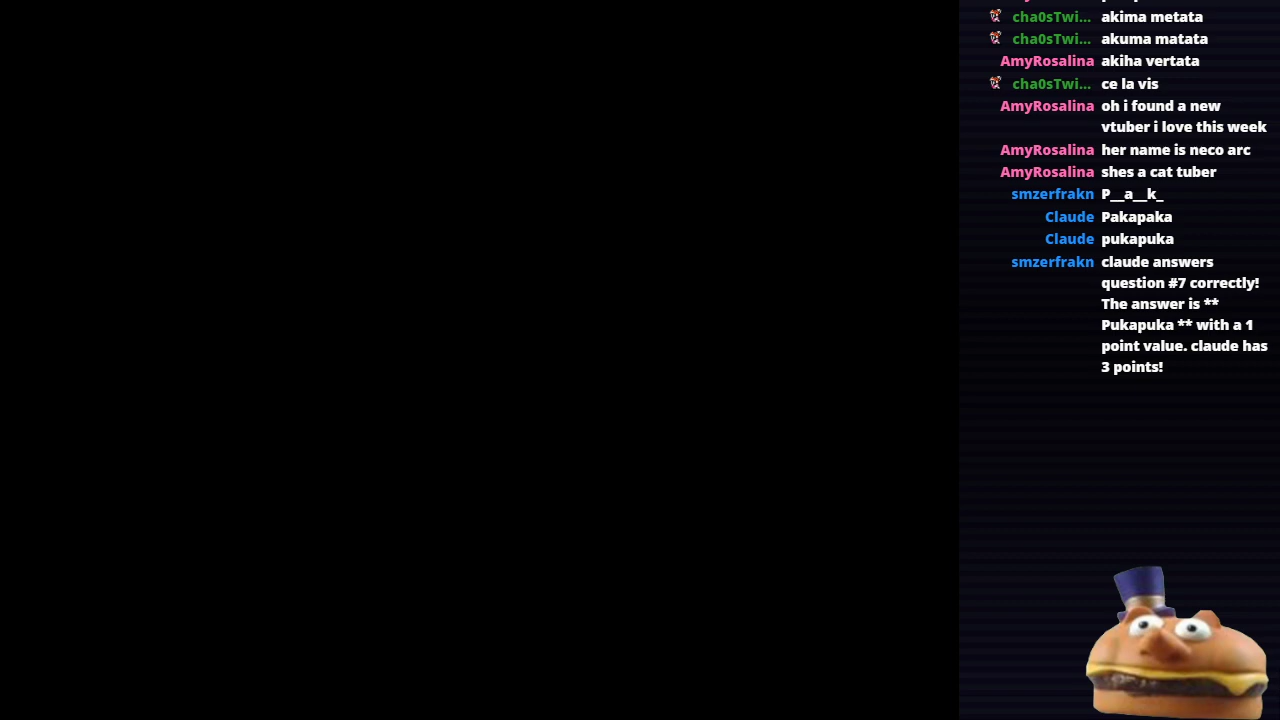 cha0sTwi... akima metata
cha0sTwi... akuma matata
AmyRosalina akiha vertata
cha0sTwi... ce la vis
AmyRosalina oh i found a new
vtuber i love this week
AmyRosalina her name is neco arc
AmyRosalina shes a cat tuber
smzerfrakn P__a__k_
Claude Pakapaka
Claude pukapuka
smzerfrakn claude answers
question #7 correctly!
The answer is **
Pukapuka ** with a 1
point value. claude has
3 points!